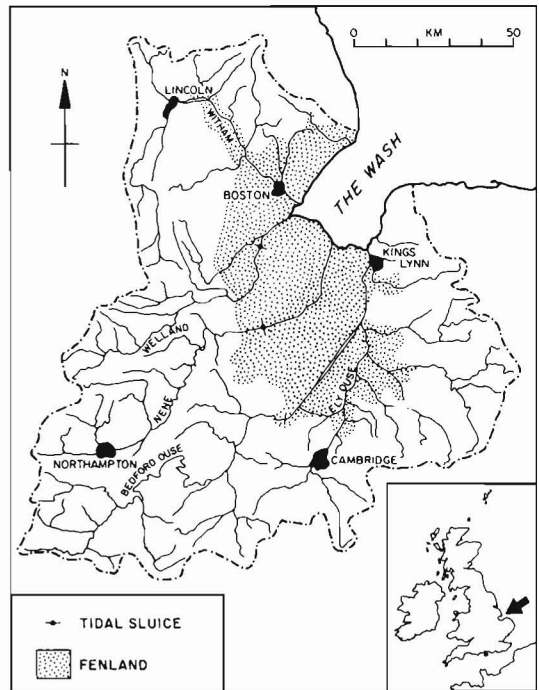 0 KM 50
N
LINCOLN
WITHAM
BOSTON
THE WASH
KINGS
LYNN
WELLAND
NENE
ELY OUSE
NORTHAMPTON
BEDFORD OUSE
CAMBRIDGE
TIDAL SLUICE
FENLAND